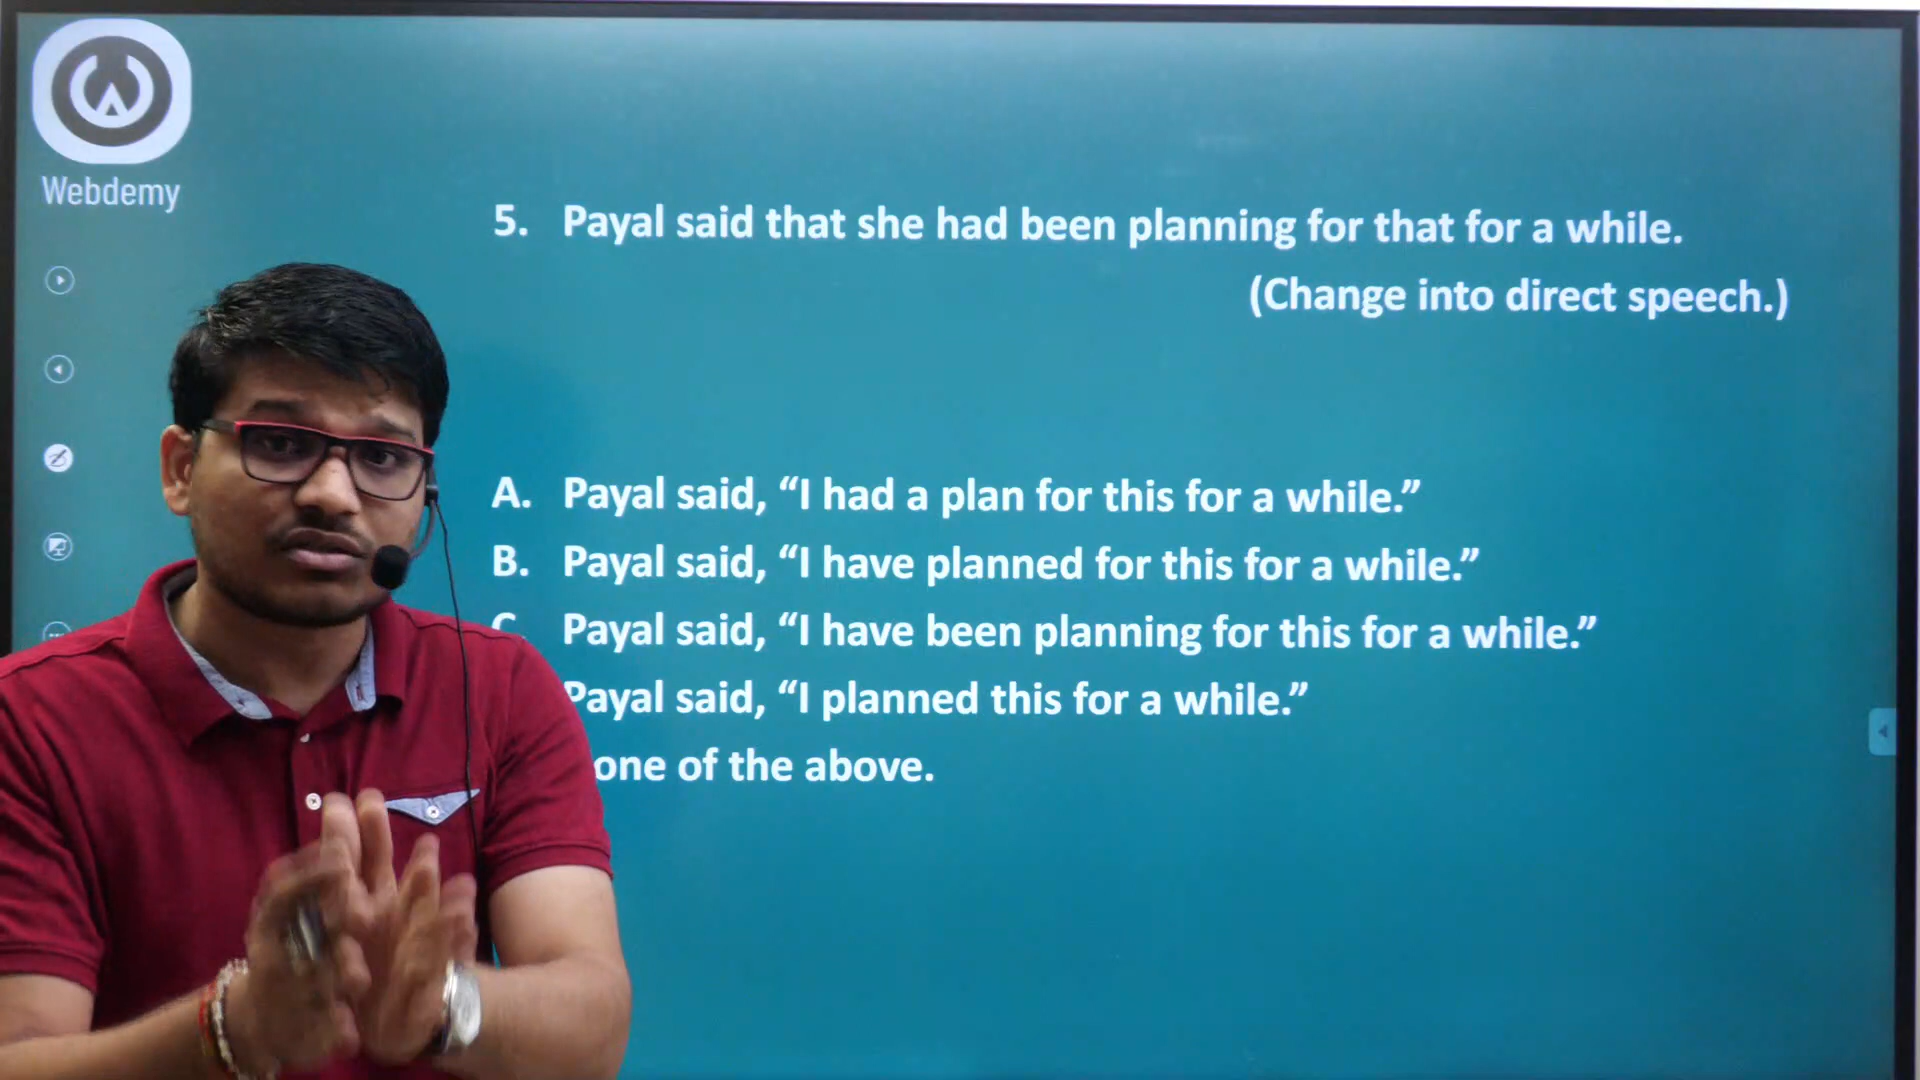 Webdemy
5. Payal said that she had been planning for that for a while.
(Change into direct speech.)
A. Payal said, “I had a plan for this for a while.”
B. Payal said, “I have planned for this for a while.”
C. Payal said, “I have been planning for this for a while.”
Payal said, “I planned this for a while.”
one of the above.